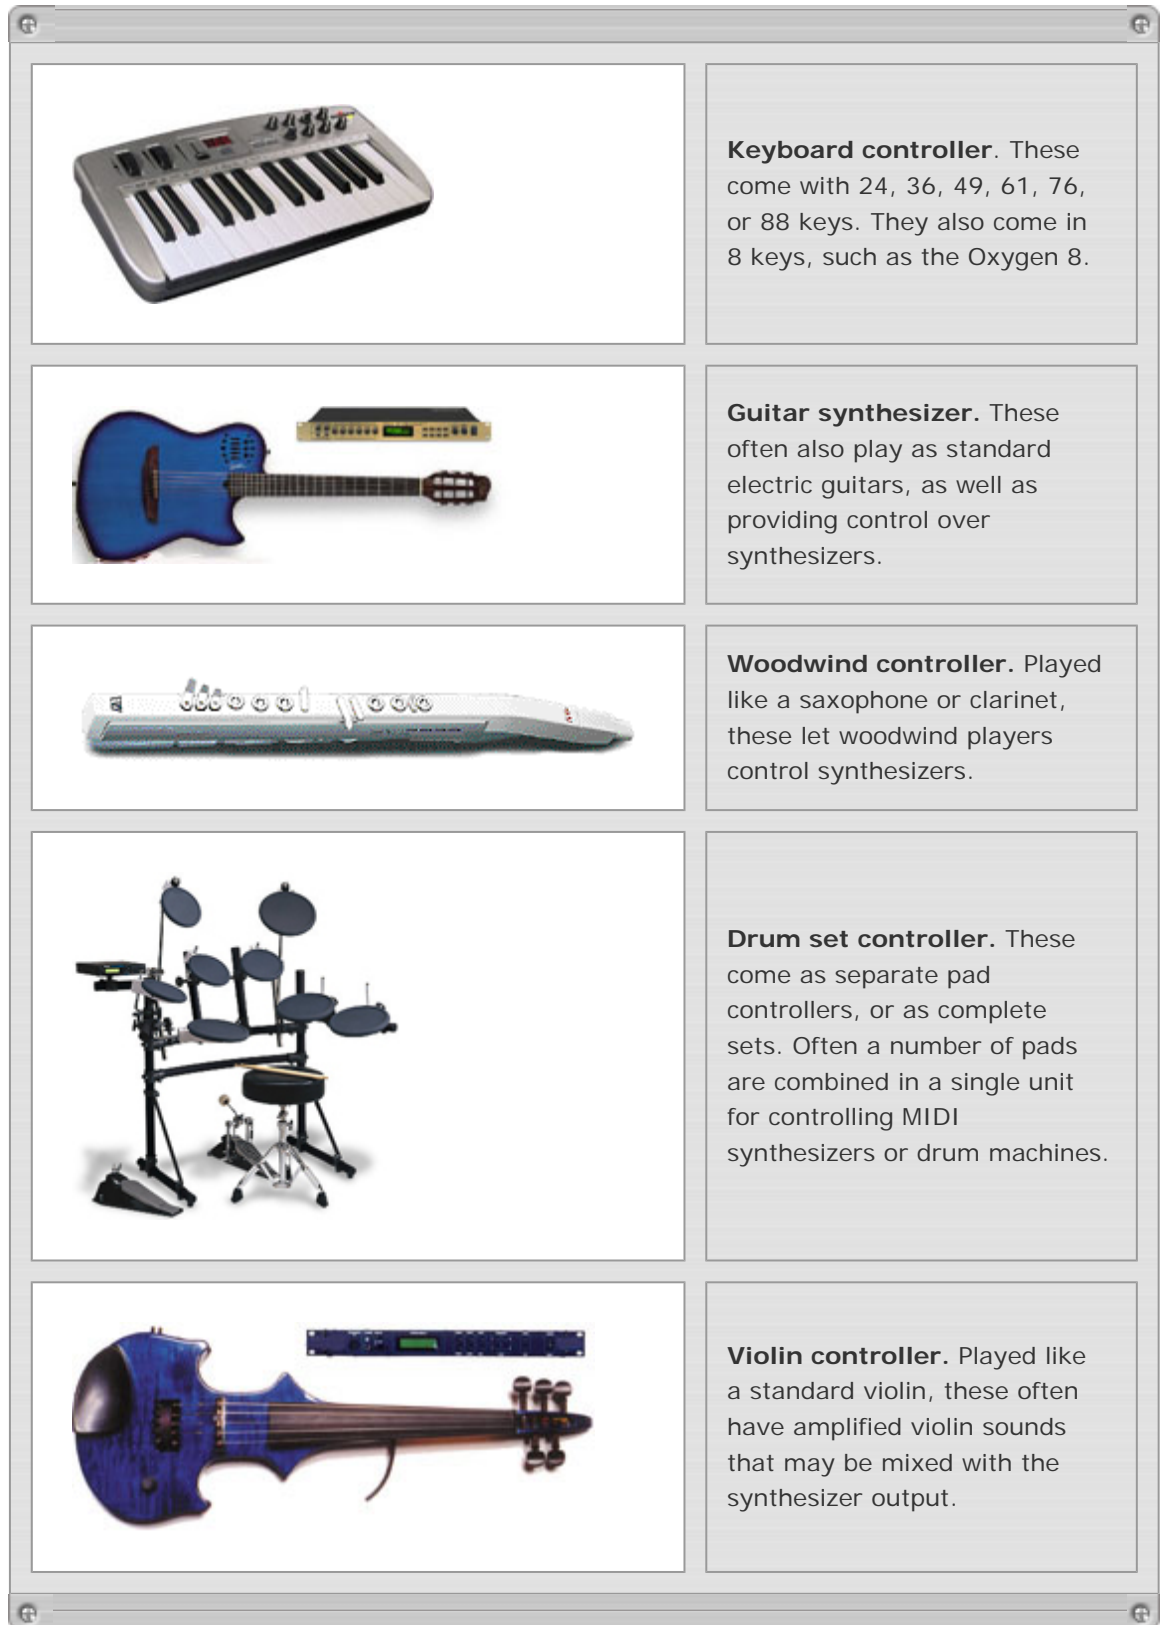 Keyboard controller. These
come with 24, 36, 49, 61, 76,
or 88 keys. They also come in
8 keys, such as the Oxygen 8.
Guitar synthesizer. These
often also play as standard
electric guitars, as well as
providing control over
synthesizers.
Woodwind controller. Played
like a saxophone or clarinet,
these let woodwind players
control synthesizers.
Drum set controller. These
come as separate pad
controllers, or as complete
sets. Often a number of pads
are combined in a single unit
for controlling MIDI
synthesizers or drum machines.
Violin controller. Played like
a standard violin, these often
have amplified violin sounds
that may be mixed with the
synthesizer output.